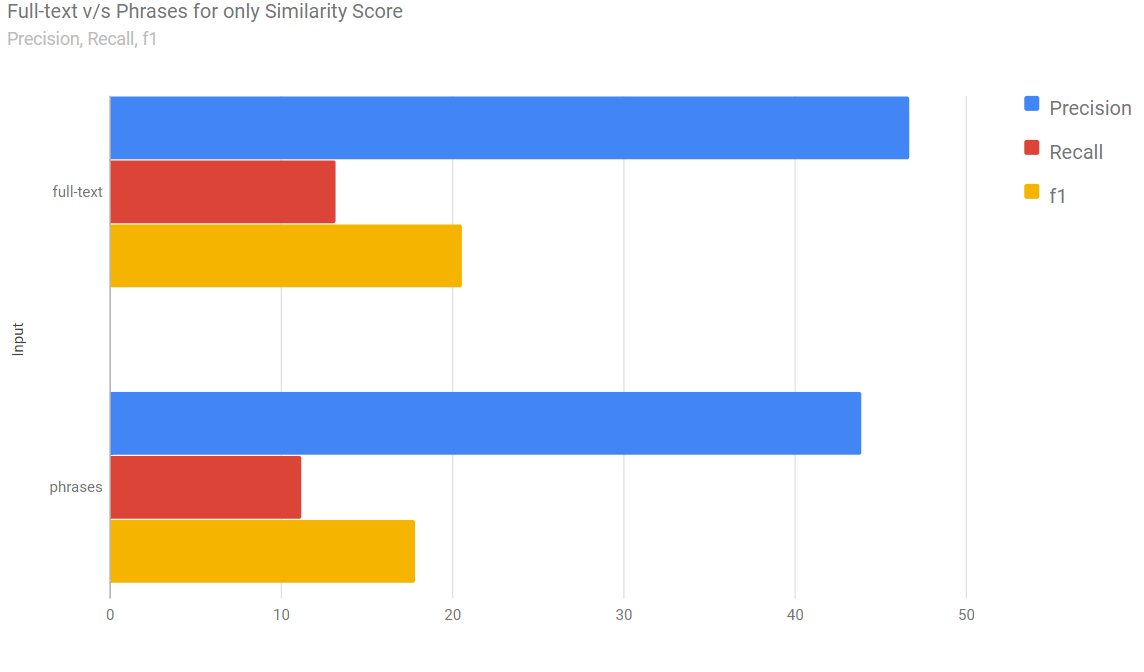 Full-text v/s Phrases for only Similarity Score
Precision, Recall, f1
Precision
Recall
f1
full-text
Input
phrases
0 10 20 30 40 50